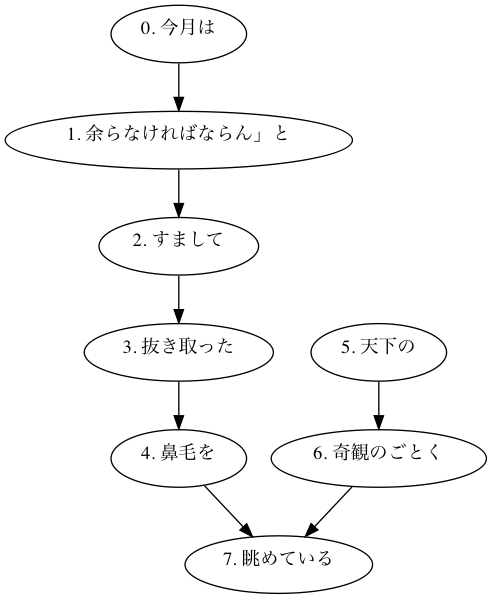 0. 今月は
1. 余らなければならん」と
2. すまして
3. 抜き取った
5. 天下の
4. 鼻毛を
6. 奇観のごとく
7. 眺めている